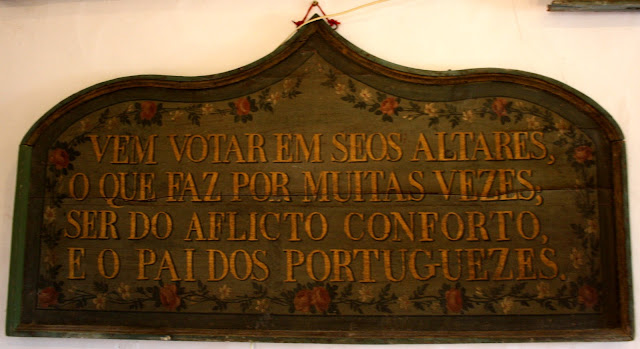 VEM VOTAR EM SEOS ALTARES,
O QUE FAZ POR MUITAS VEZES;
SER DO AFLICTO CONFORTO,
E O PAI DOS PORTUGUEZES.